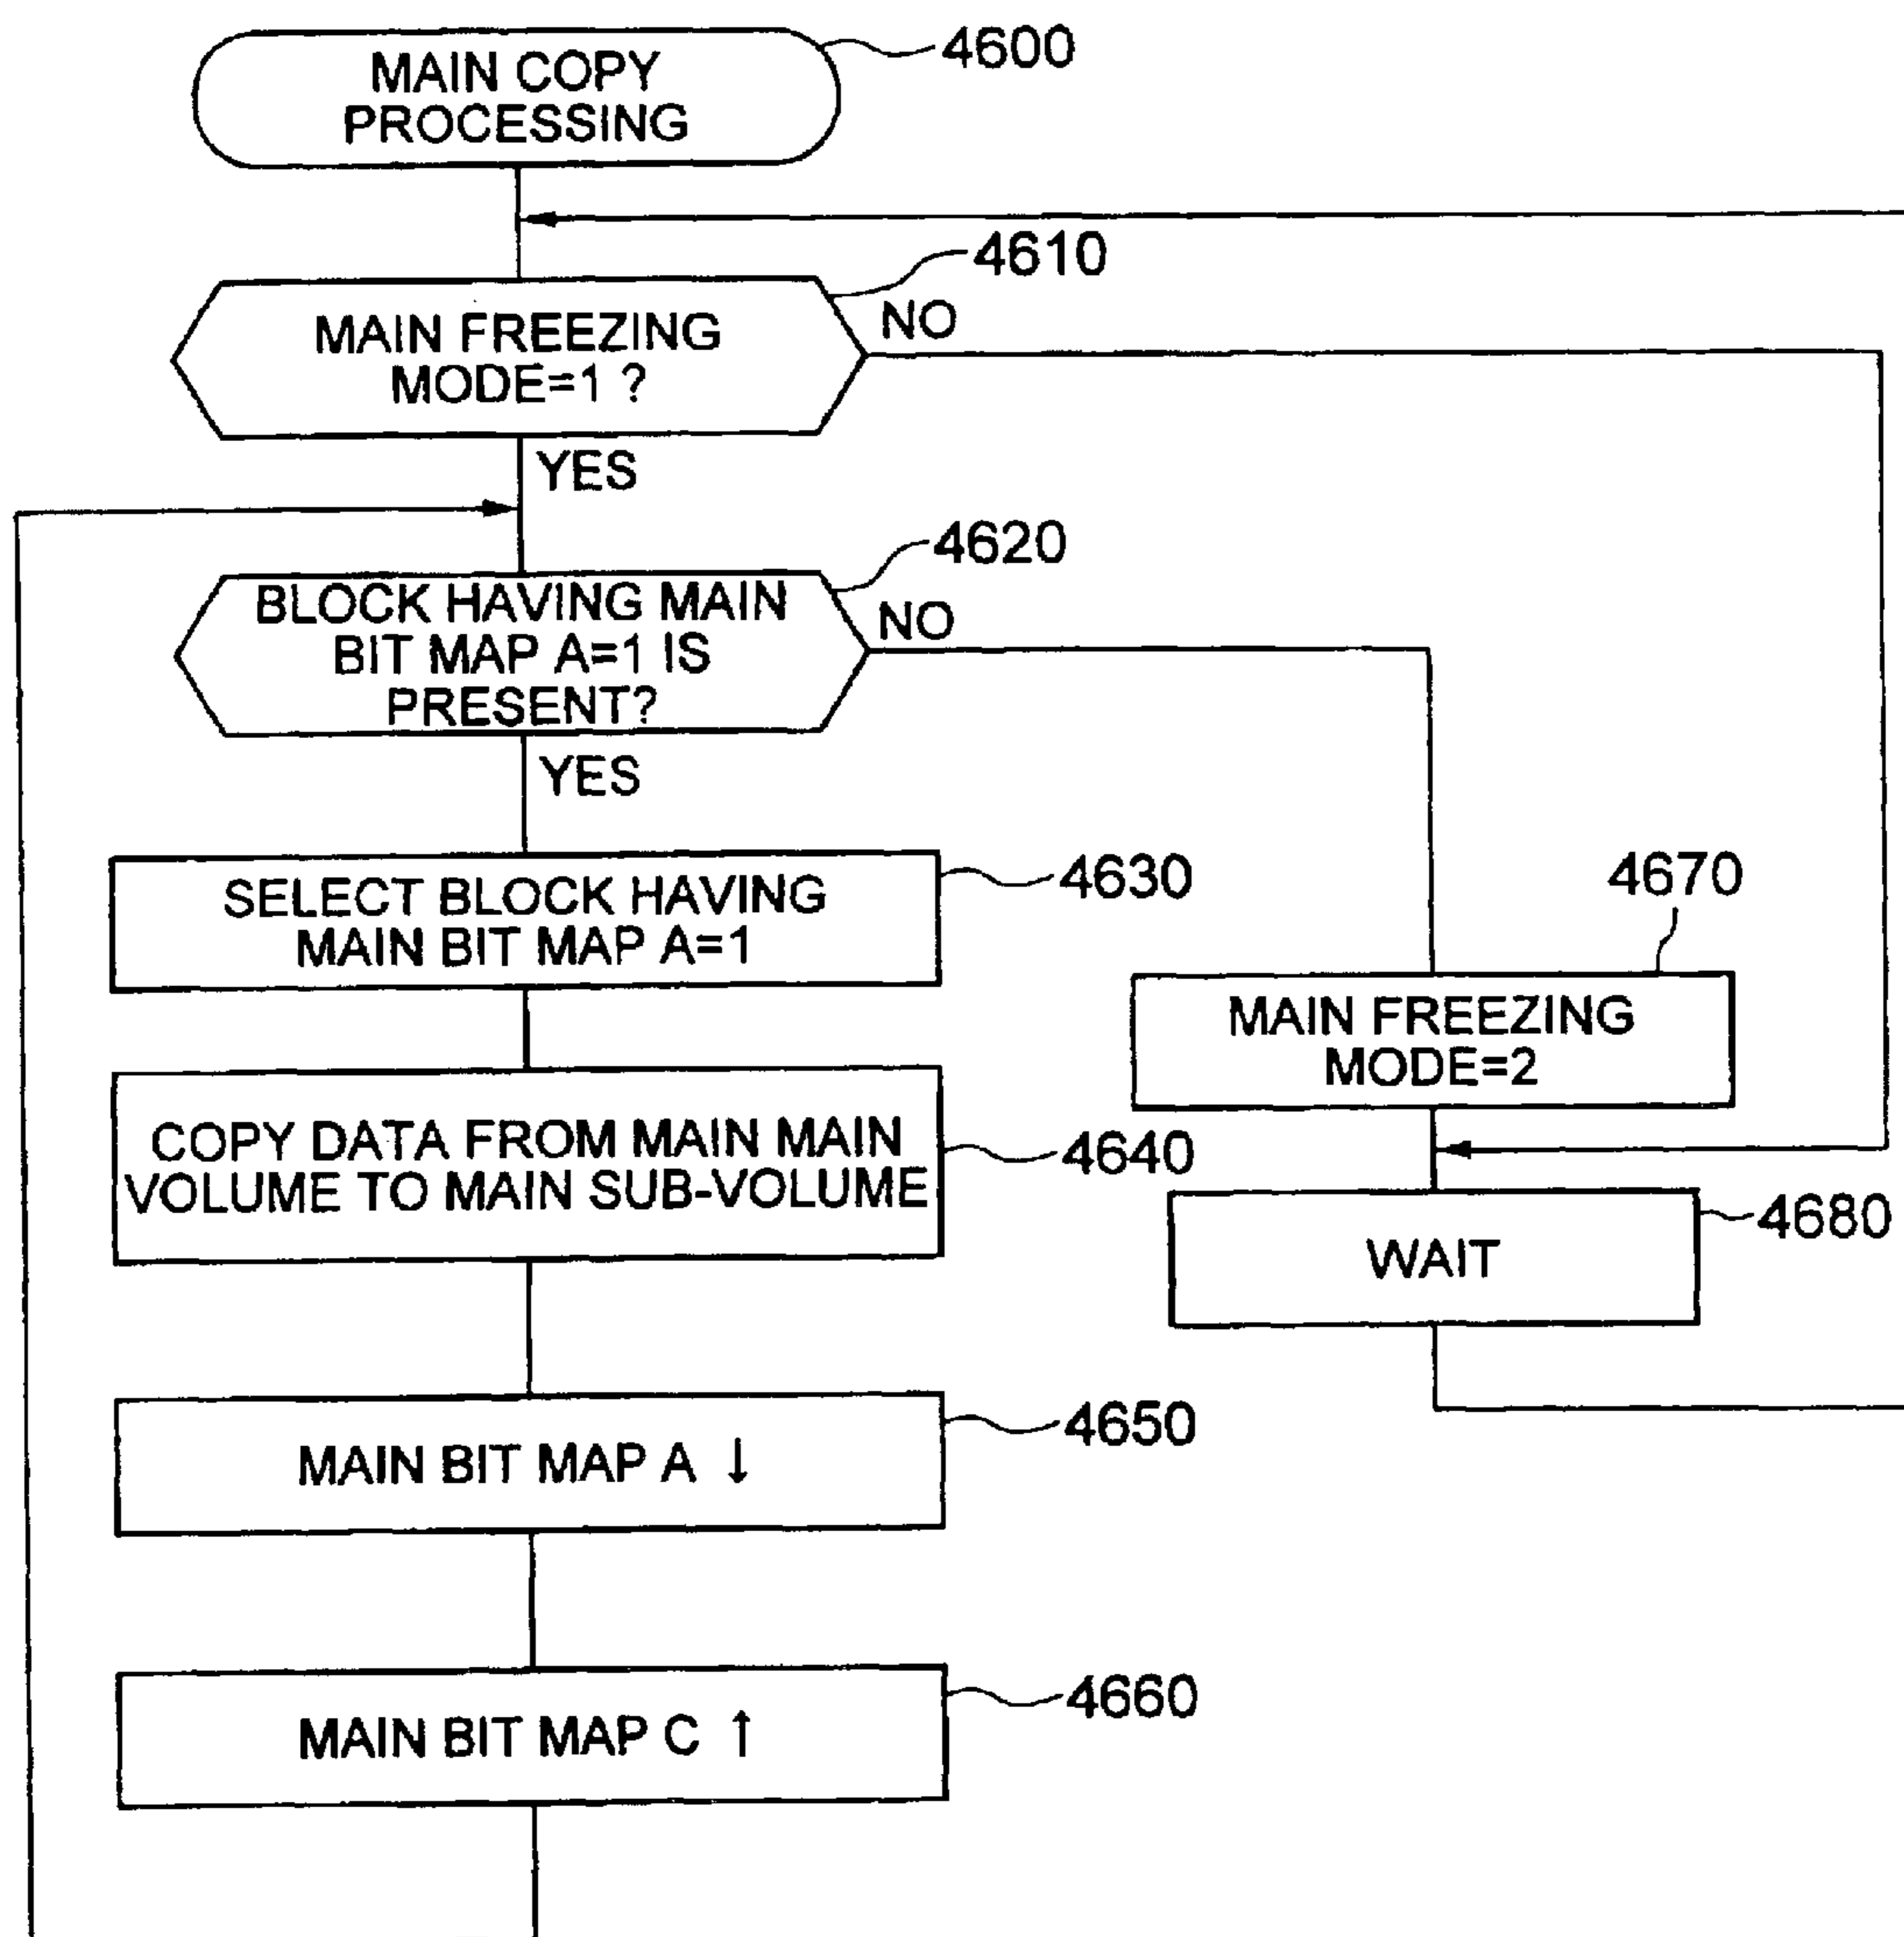 MAIN COPY
PROCESSING
4600
MAIN FREEZING
MODE=1 ?
4610
NO
YES
BLOCK HAVING MAIN
BIT MAP A=1 IS
PRESENT?
4620
NO
YES
SELECT BLOCK HAVING
MAIN BIT MAP A=1
4630
COPY DATA FROM MAIN MAIN
VOLUME TO MAIN SUB-VOLUME
4640
MAIN BIT MAP A ↓
4650
MAIN BIT MAP C ↑
4660
4670
MAIN FREEZING
MODE=2
WAIT
4680